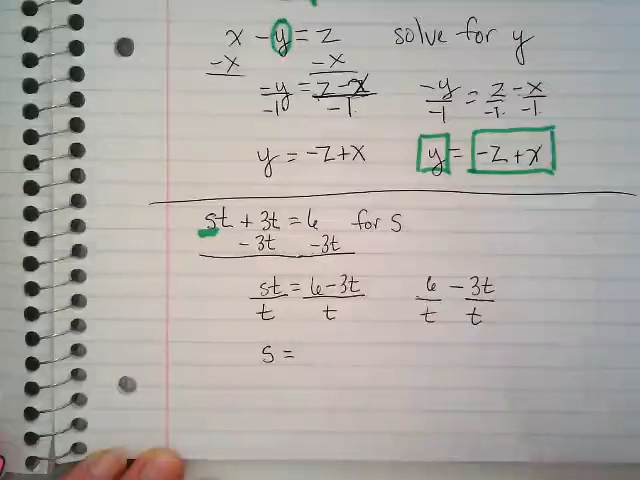 x - y = z solve for y
-x -x
-y/-1 = z - x/-1 -y/-1 = z/-1 - x/-1
y = -z + x y = -z + x
st + 3t = 6 for s
- 3t - 3t
st/t = 6 - 3t/t 6/t - 3t/t
s =